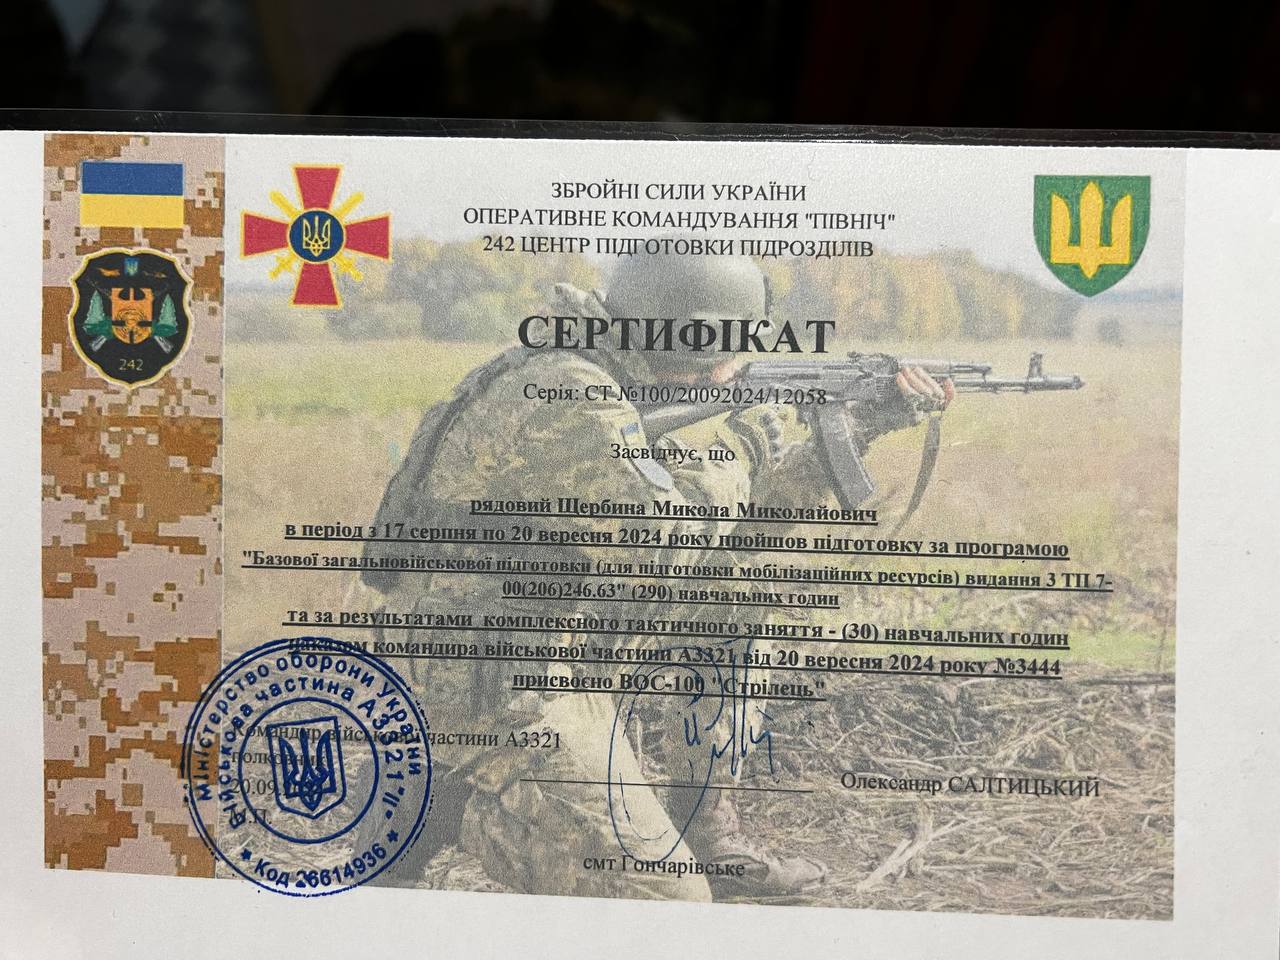 ЗБРОЙНІ СИЛИ УКРАЇНИ
ОПЕРАТИВНЕ КОМАНДУВАННЯ "ПІВНІЧ"
242 ЦЕНТР ПІДГОТОВКИ ПІДРОЗДІЛІВ
242
СЕРТИФІКАТ
Серія: СТ №100/20092024/12058
Засвідчує, що
рядовий Щербина Микола Миколайович
в період з 17 серпня по 20 вересня 2024 року пройшов підготовку за програмою
"Базової загальновійськової підготовки (для підготовки мобілізаційних ресурсів) видання 3 ТП 7-
00(206)246.63" (290) навчальних годин
та за результатами комплексного тактичного заняття - (30) навчальних годин
наказом командира військової частини А3321 від 20 вересня 2024 року №3444
присвоєно ВОС-100 "Стрілець"
Командир військової частини А3321
полковник
20.09
М.П.
Олександр САЛТИЦЬКИЙ
смт Гончарівське
Міністерство оборони України
Військова частина А3321 "ІІ"
Код 26614936